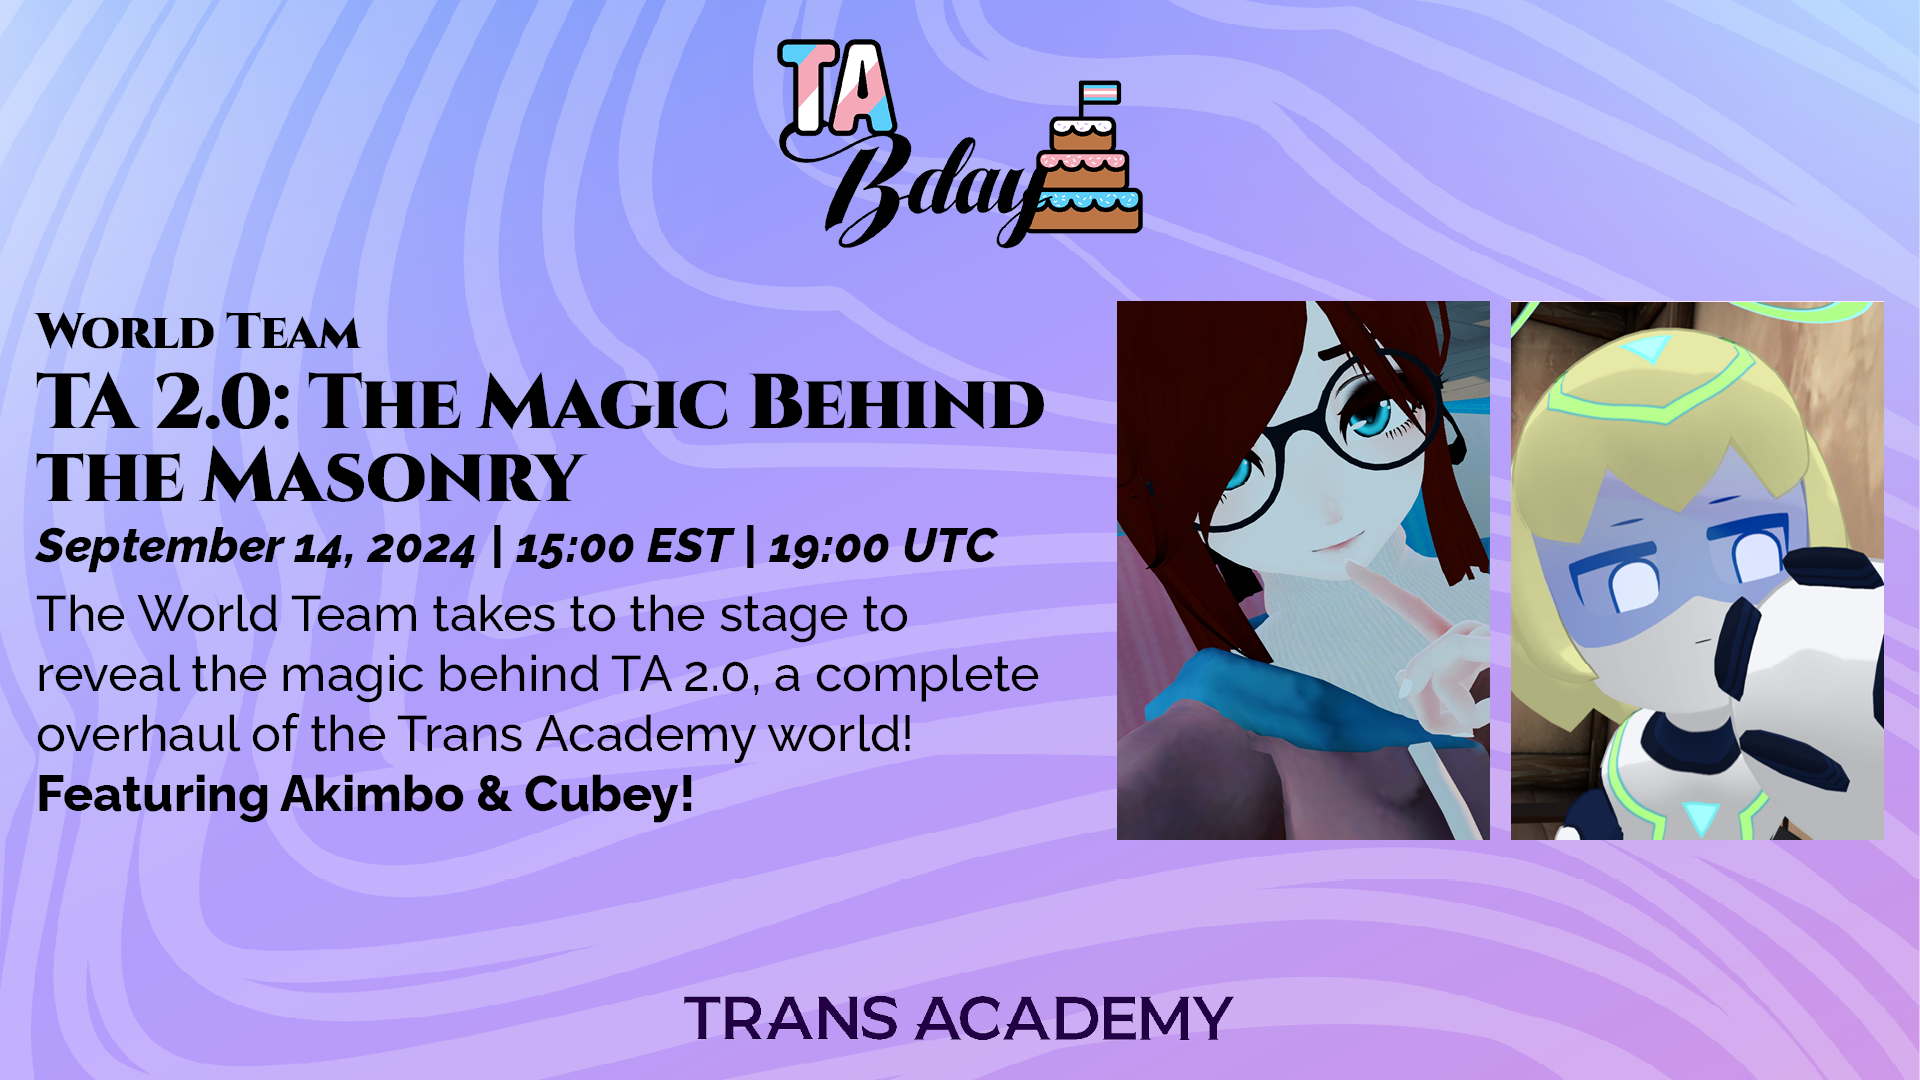 TA
Bday
World Team
TA 2.0: The Magic Behind
the Masonry
September 14, 2024 | 15:00 EST | 19:00 UTC
The World Team takes to the stage to
reveal the magic behind TA 2.0, a complete
overhaul of the Trans Academy world!
Featuring Akimbo & Cubey!
TRANS ACADEMY